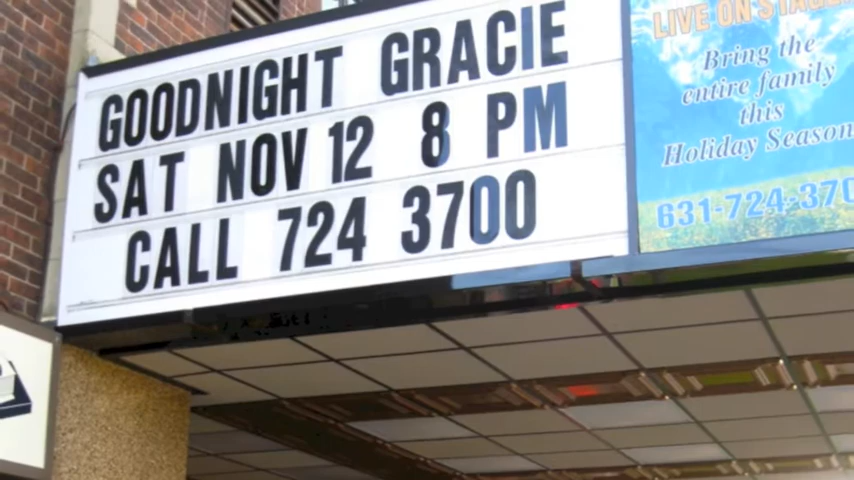 GOODNIGHT GRACIE
SAT NOV 12 8 PM
CALL 724 3700
LIVE ON STAGE
Bring the
entire family
this
Holiday Season
631-724-370